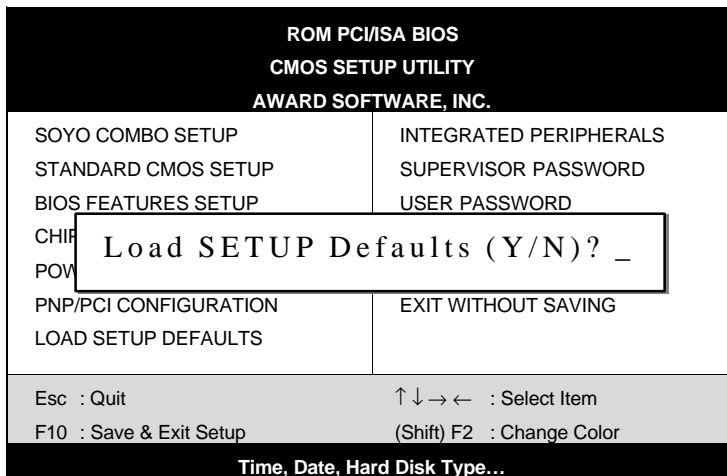 ROM PCI/ISA BIOS
CMOS SETUP UTILITY
AWARD SOFTWARE, INC.
SOYO COMBO SETUP
STANDARD CMOS SETUP
BIOS FEATURES SETUP
CHIP
POW
PNP/PCI CONFIGURATION
LOAD SETUP DEFAULTS
INTEGRATED PERIPHERALS
SUPERVISOR PASSWORD
USER PASSWORD
EXIT WITHOUT SAVING
Load SETUP Defaults (Y/N)? _
Esc : Quit
F10 : Save & Exit Setup
↑ ↓ → ← : Select Item
(Shift) F2 : Change Color
Time, Date, Hard Disk Type...